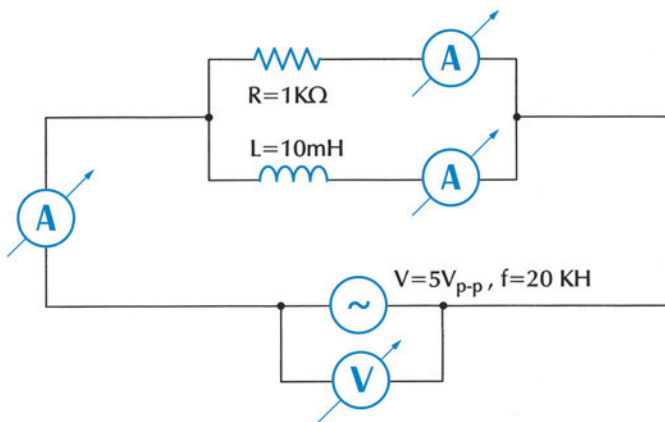 A
R=1KΩ
L=10mH
A
A
V=5Vp-p , f=20 KH
~
V